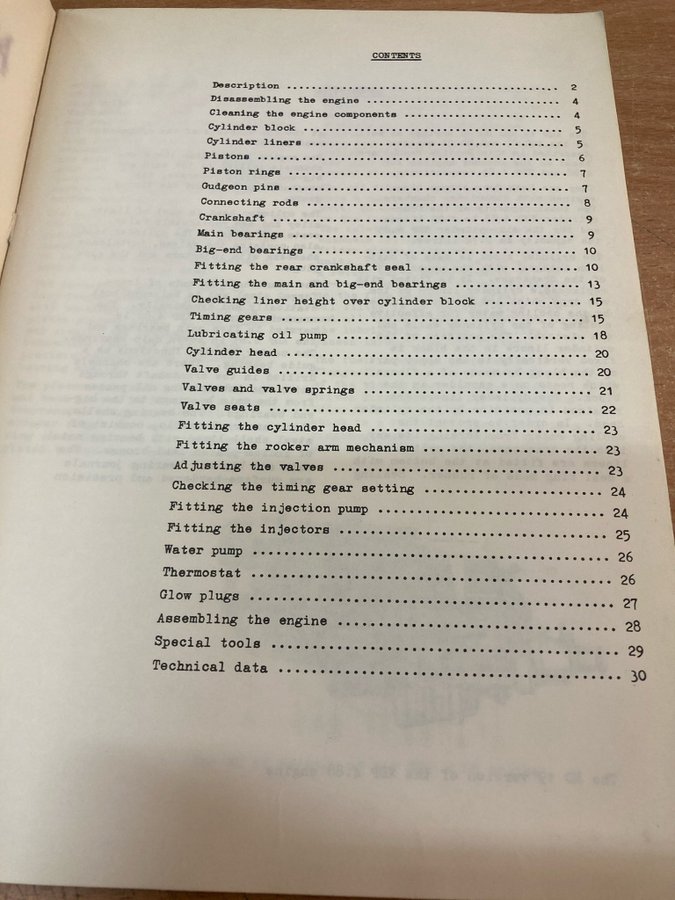 CONTENTS
Description ........................................ 2
Disassembling the engine ............................ 4
Cleaning the engine components ...................... 4
Cylinder block ...................................... 5
Cylinder liners ..................................... 5
Pistons ............................................. 6
Piston rings ........................................ 7
Gudgeon pins ........................................ 7
Connecting rods ..................................... 8
Crankshaft .......................................... 9
Main bearings ....................................... 9
Big-end bearings .................................... 10
Fitting the rear crankshaft seal .................... 10
Fitting the main and big-end bearings ............... 13
Checking liner height over cylinder block ........... 15
Timing gears ........................................ 15
Lubricating oil pump ................................ 18
Cylinder head ....................................... 20
Valve guides ........................................ 20
Valves and valve springs ............................ 21
Valve seats ......................................... 22
Fitting the cylinder head ........................... 23
Fitting the rocker arm mechanism .................... 23
Adjusting the valves ................................ 23
Checking the timing gear setting .................... 24
Fitting the injection pump .......................... 24
Fitting the injectors ............................... 25
Water pump .......................................... 26
Thermostat .......................................... 26
Glow plugs .......................................... 27
Assembling the engine ............................... 28
Special tools ....................................... 29
Technical data ...................................... 30